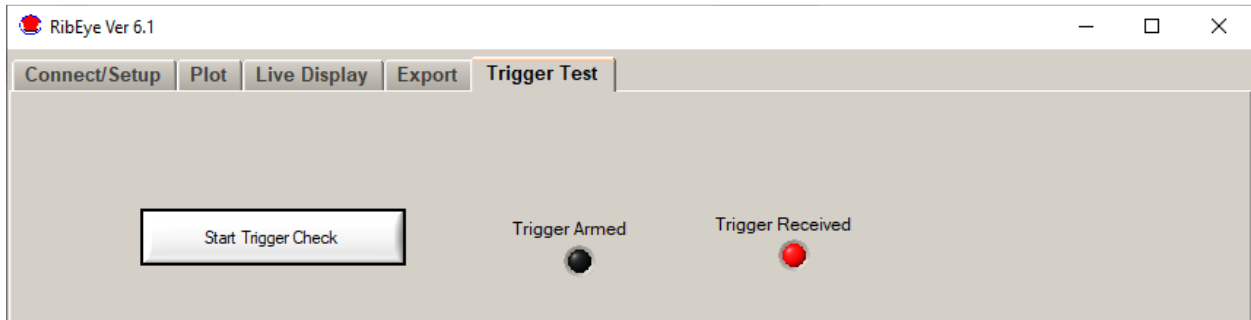 RibEye Ver 6.1
Connect/Setup Plot Live Display Export Trigger Test
Start Trigger Check
Trigger Armed
Trigger Received